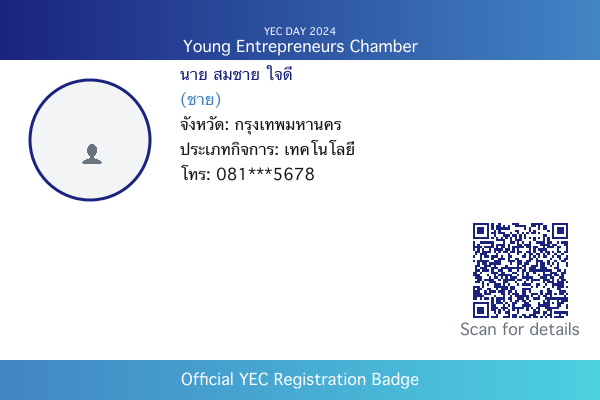 YEC DAY 2024
Young Entrepreneurs Chamber
นาย สมชาย ใจดี
(ชาย)
จังหวัด: กรุงเทพมหานคร
ประเภทกิจการ: เทคโนโลยี
โทร: 081***5678
Scan for details
Official YEC Registration Badge